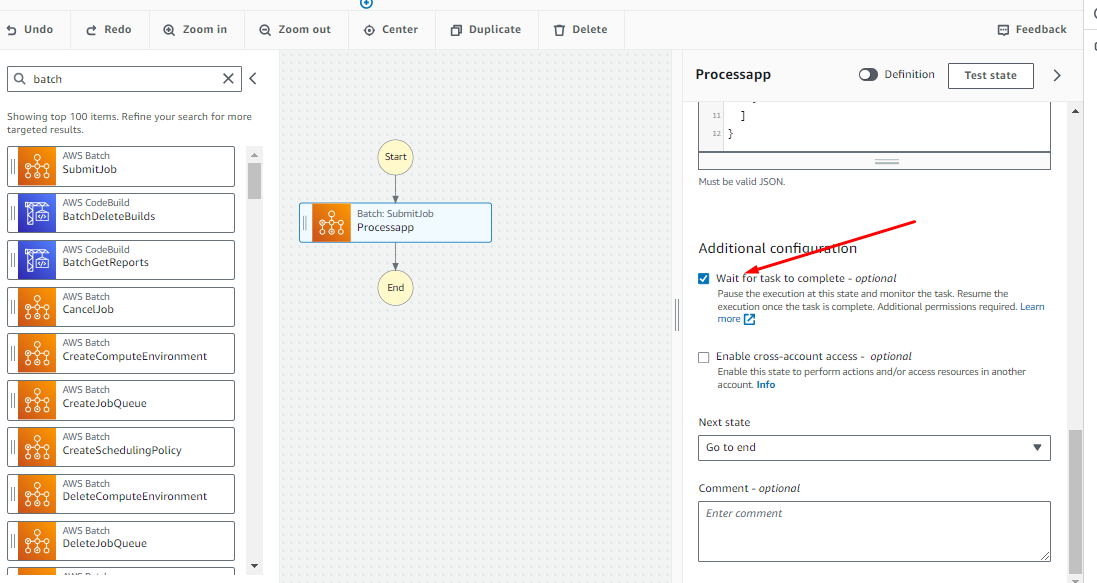 Undo
Redo
Zoom in
Zoom out
Center
Duplicate
Delete
Feedback
batch
Showing top 100 items. Refine your search for more
targeted results.
AWS Batch
SubmitJob
AWS CodeBuild
BatchDeleteBuilds
AWS CodeBuild
BatchGetReports
AWS Batch
CancelJob
AWS Batch
CreateComputeEnvironment
AWS Batch
CreateJobQueue
AWS Batch
CreateSchedulingPolicy
AWS Batch
DeleteComputeEnvironment
AWS Batch
DeleteJobQueue
Start
Batch: SubmitJob
Processapp
End
Processapp
Definition
Test state
11 ]
12 }
Must be valid JSON.
Additional configuration
Wait for task to complete - optional
Pause the execution at this state and monitor the task. Resume the
execution once the task is complete. Additional permissions required. Learn
more
Enable cross-account access - optional
Enable this state to perform actions and/or access resources in another
account. Info
Next state
Go to end
Comment - optional
Enter comment